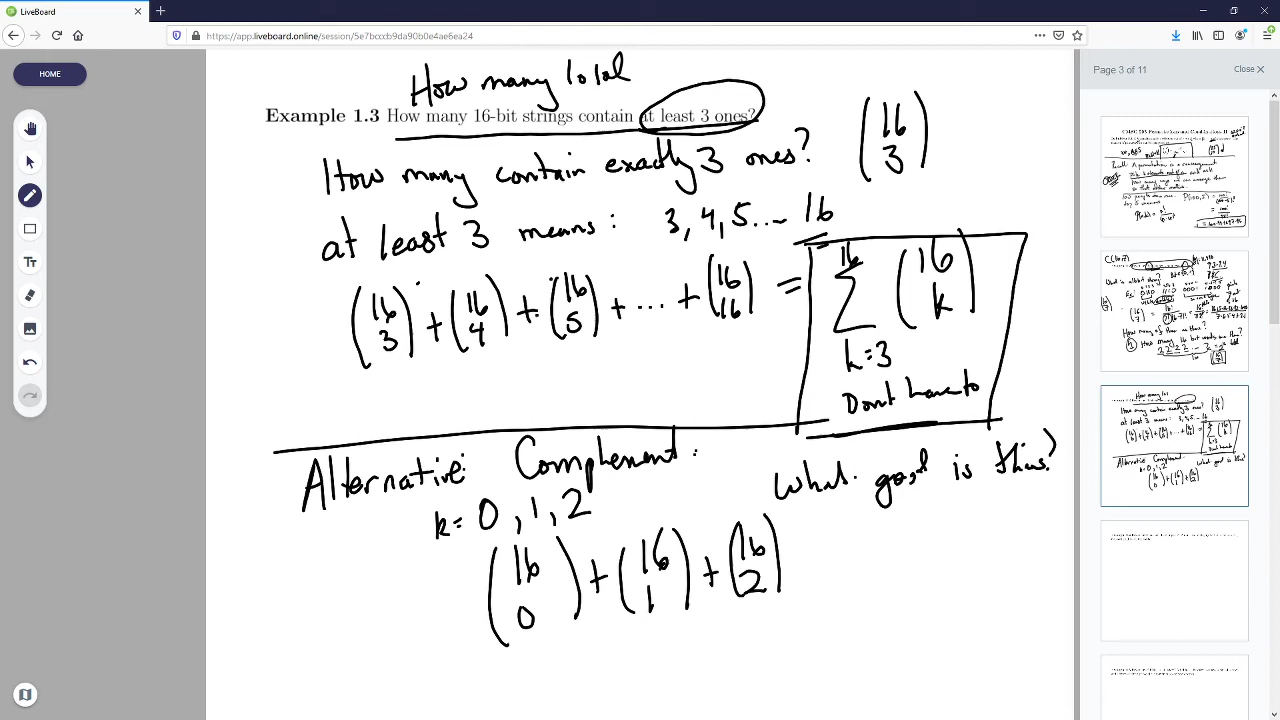 LiveBoard
https://app.liveboard.online/session/5e7bcccb9da90b0e4ae6ea24
HOME
Page 3 of 11
Close
How many total
Example 1.3 How many 16-bit strings contain at least 3 ones?
How many contain exactly 3 ones? (16 3)
at least 3 means: 3, 4, 5 ... 16
(16 3) + (16 4) + (16 5) + ... + (16 16) = 16 ∑ k=3 (16 k)
Don't have to
Alternative: Complement:
What good is this?
k = 0, 1, 2
(16 0) + (16 1) + (16 2)